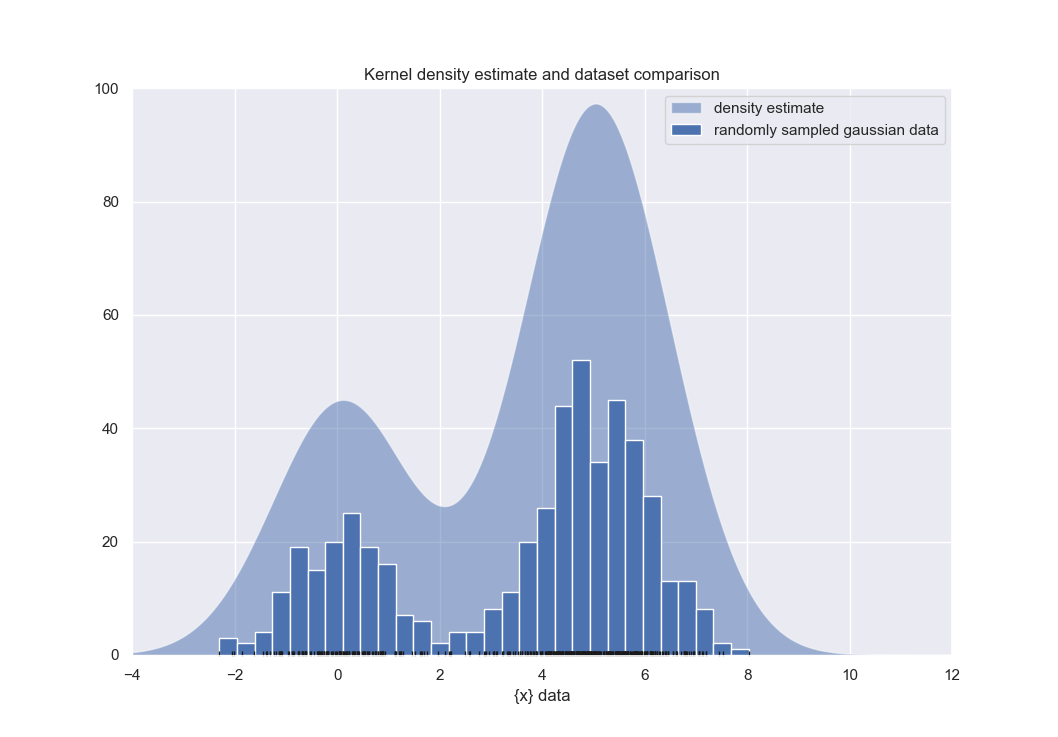 Kernel density estimate and dataset comparison
density estimate
randomly sampled gaussian data
100
80
60
40
20
0
−4 −2 0 2 4 6 8 10 12
{x} data